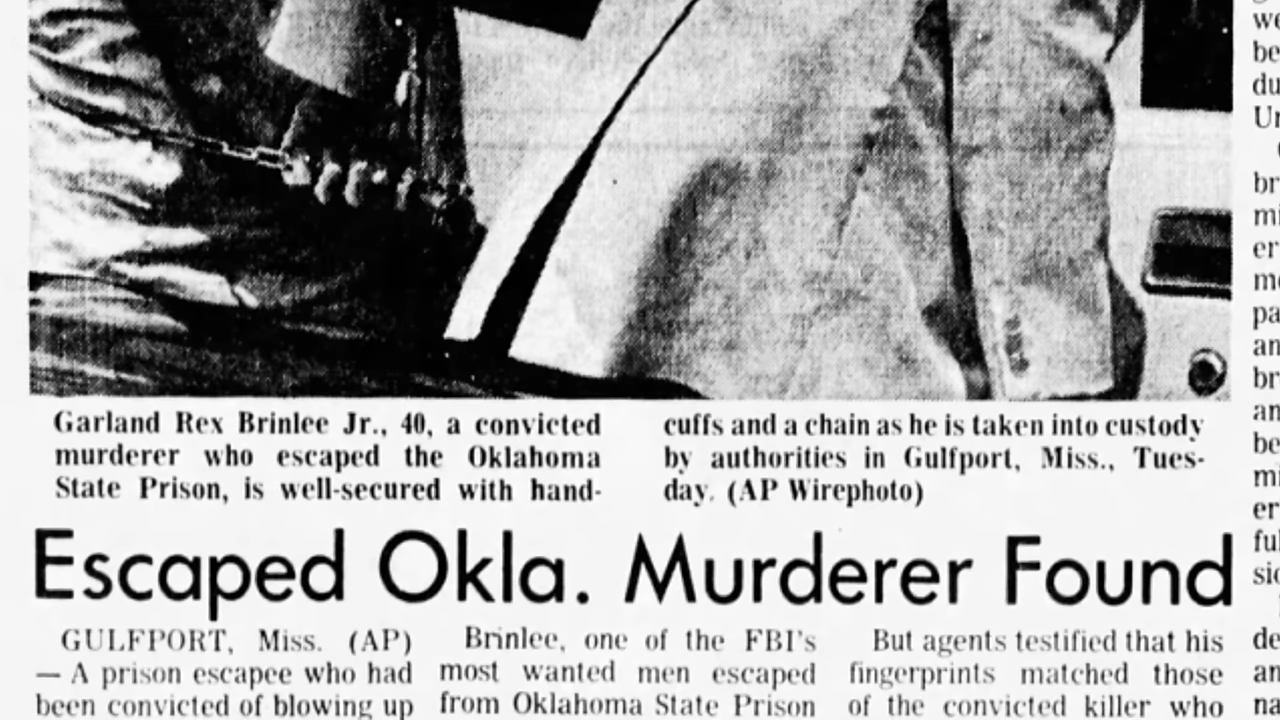 Garland Rex Brinlee Jr., 40, a convicted
murderer who escaped the Oklahoma
State Prison, is well-secured with hand-
cuffs and a chain as he is taken into custody
by authorities in Gulfport, Miss., Tues-
day. (AP Wirephoto)
Escaped Okla. Murderer Found
GULFPORT, Miss. (AP)
— A prison escapee who had
been convicted of blowing up
Brinlee, one of the FBI's
most wanted men escaped
from Oklahoma State Prison
But agents testified that his
fingerprints matched those
of the convicted killer who